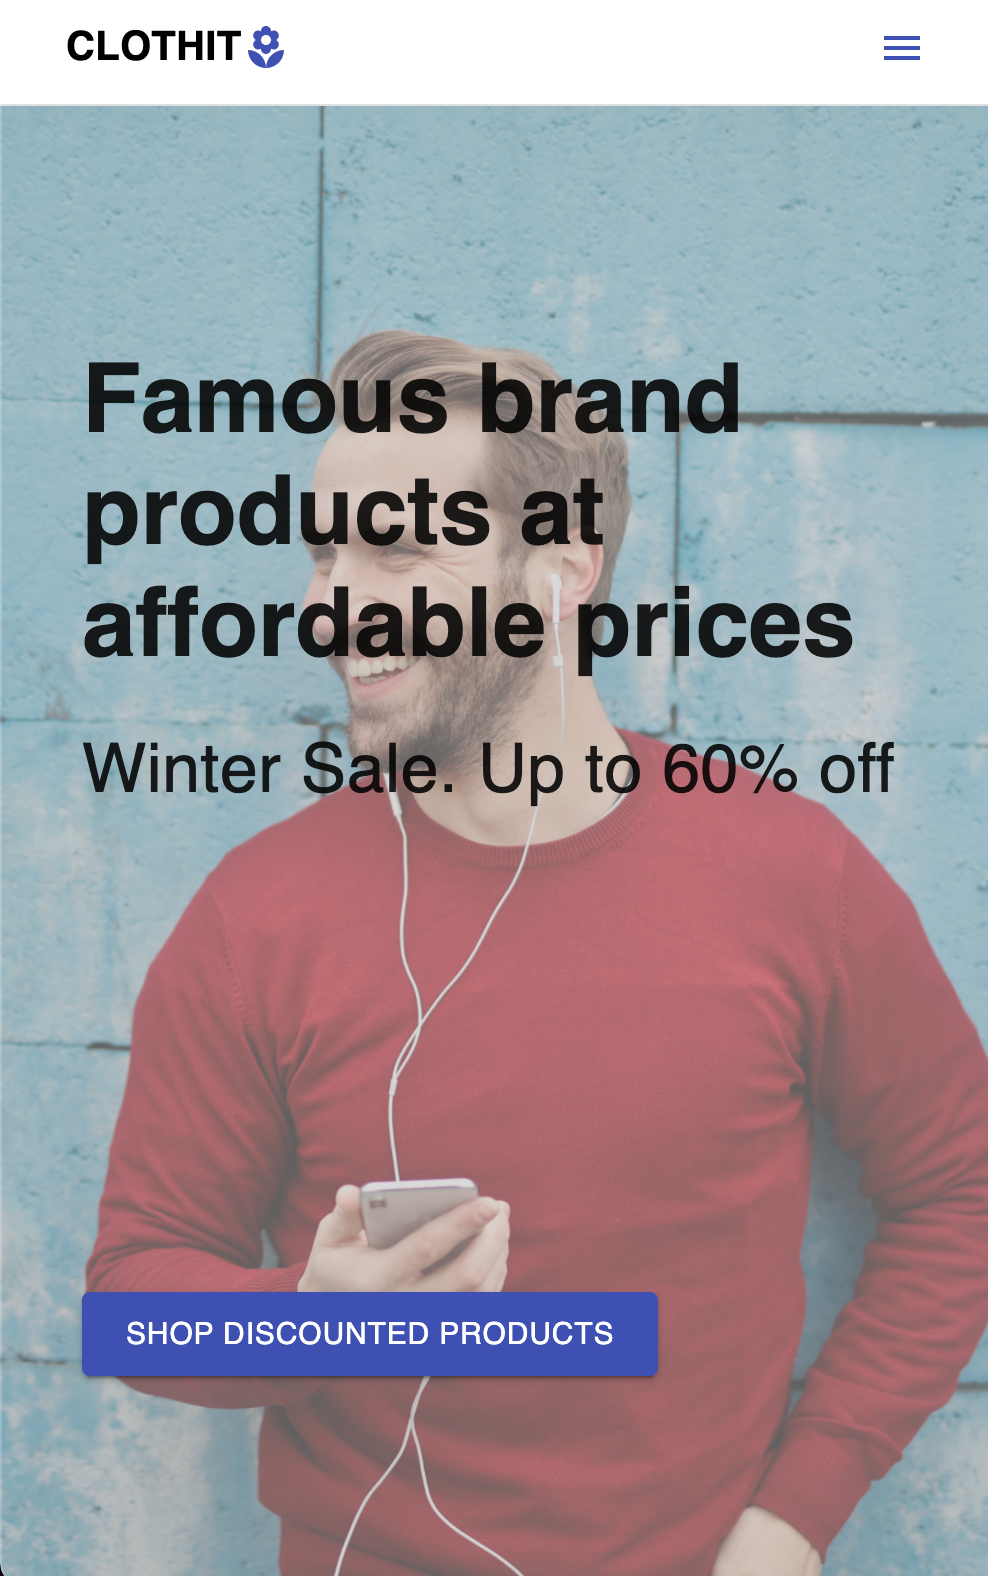 CLOTHIT
Famous brand
products at
affordable prices
Winter Sale. Up to 60% off
SHOP DISCOUNTED PRODUCTS